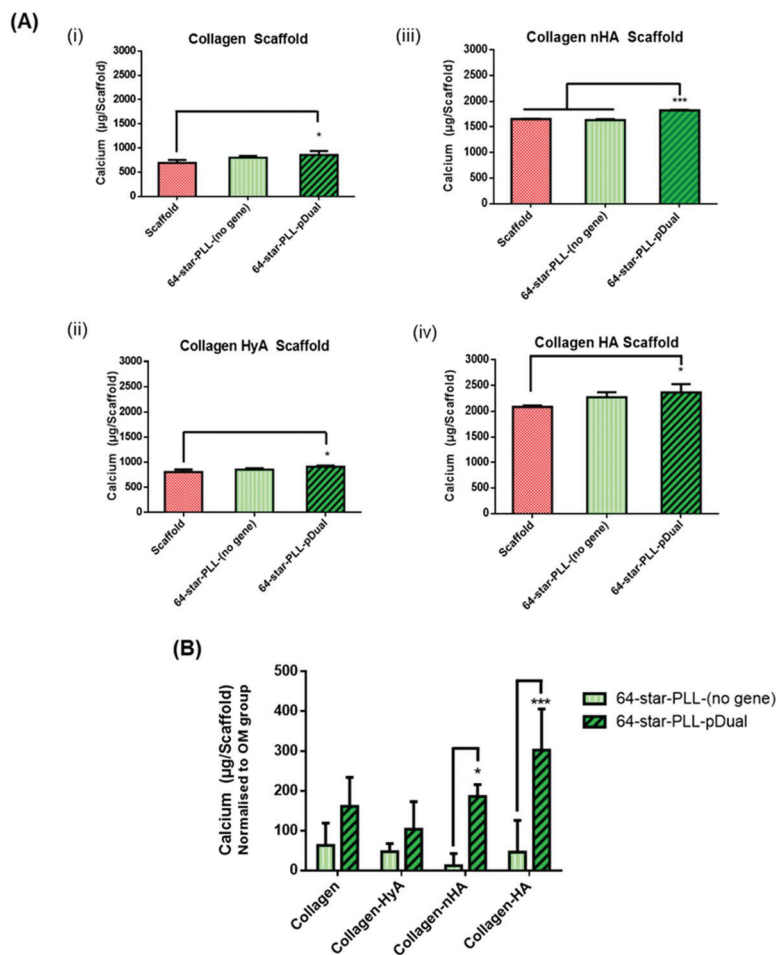 (A)
(i)
Collagen Scaffold
Calcium (µg/Scaffold)
3000
2500
2000
1500
1000
500
0
*
Scaffold
64-star-PLL-(no gene)
64-star-PLL-pDual
(iii)
Collagen nHA Scaffold
Calcium (µg/Scaffold)
3000
2500
2000
1500
1000
500
0
***
Scaffold
64-star-PLL-(no gene)
64-star-PLL-pDual
(ii)
Collagen HyA Scaffold
Calcium (µg/Scaffold)
3000
2500
2000
1500
1000
500
0
*
Scaffold
64-star-PLL-(no gene)
64-star-PLL-pDual
(iv)
Collagen HA Scaffold
Calcium (µg/Scaffold)
3000
2500
2000
1500
1000
500
0
*
Scaffold
64-star-PLL-(no gene)
64-star-PLL-pDual
(B)
Calcium (µg/Scaffold)
Normalised to OM group
500
400
300
200
100
0
*
***
Collagen
Collagen-HyA
Collagen-nHA
Collagen-HA
64-star-PLL-(no gene)
64-star-PLL-pDual